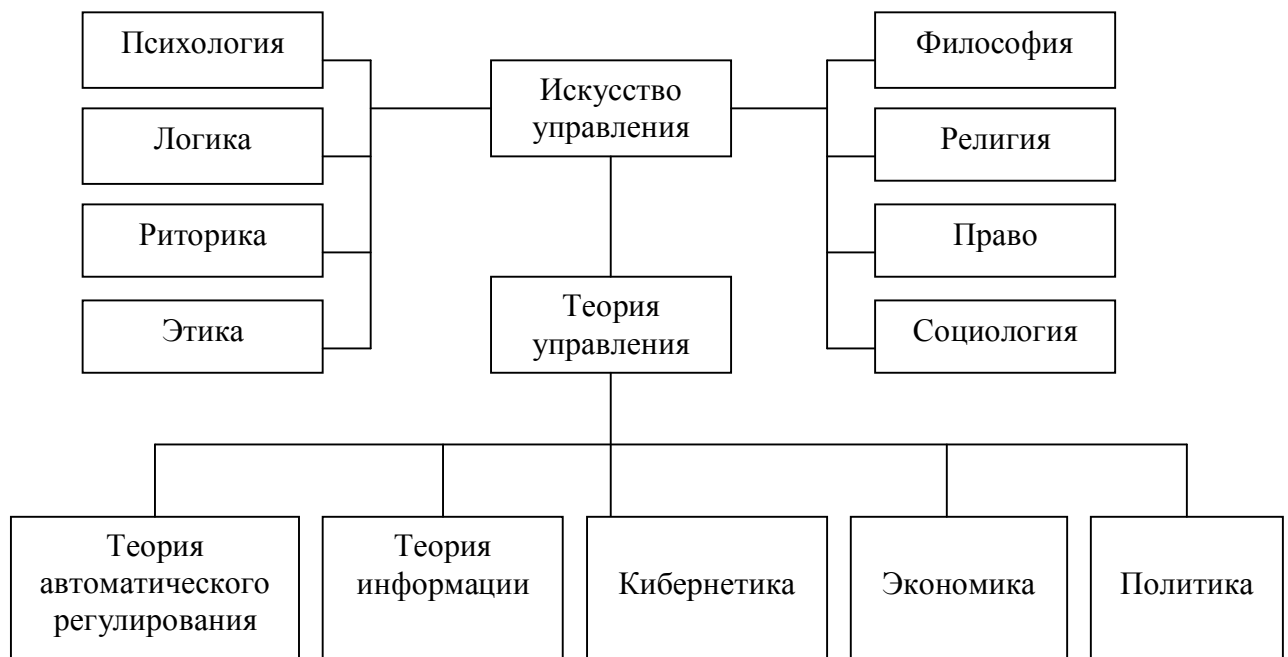 Психология
Философия
Искусство
управления
Логика
Религия
Риторика
Право
Теория
управления
Этика
Социология
Теория
автоматического
регулирования
Теория
информации
Кибернетика
Экономика
Политика